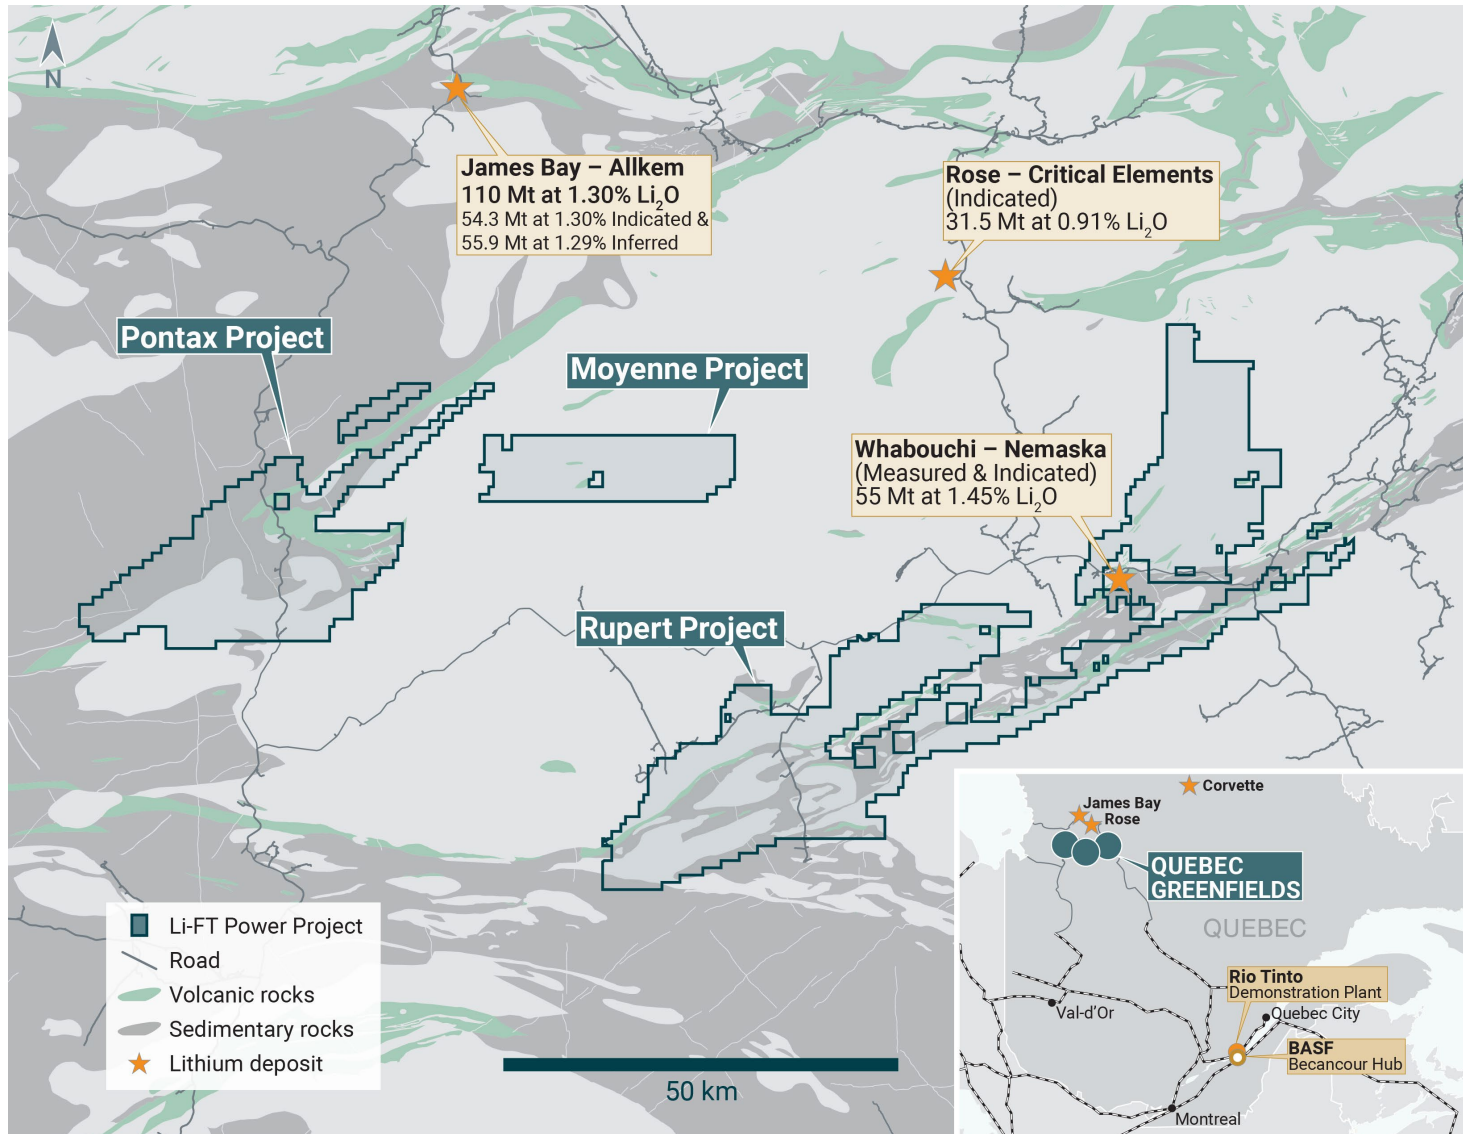 N
James Bay – Allkem
110 Mt at 1.30% Li2O
54.3 Mt at 1.30% Indicated &
55.9 Mt at 1.29% Inferred
Rose – Critical Elements
(Indicated)
31.5 Mt at 0.91% Li2O
Pontax Project
Moyenne Project
Whabouchi – Nemaska
(Measured & Indicated)
55 Mt at 1.45% Li2O
Rupert Project
Li-FT Power Project
Road
Volcanic rocks
Sedimentary rocks
Lithium deposit
50 km
Corvette
James Bay
Rose
QUEBEC
GREENFIELDS
QUEBEC
Rio Tinto
Demonstration Plant
Val-d'Or
Quebec City
BASF
Becancour Hub
Montreal